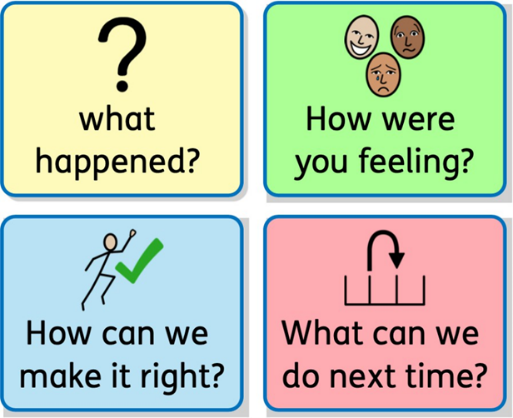 ?
what
happened?
How were
you feeling?
How can we
make it right?
What can we
do next time?